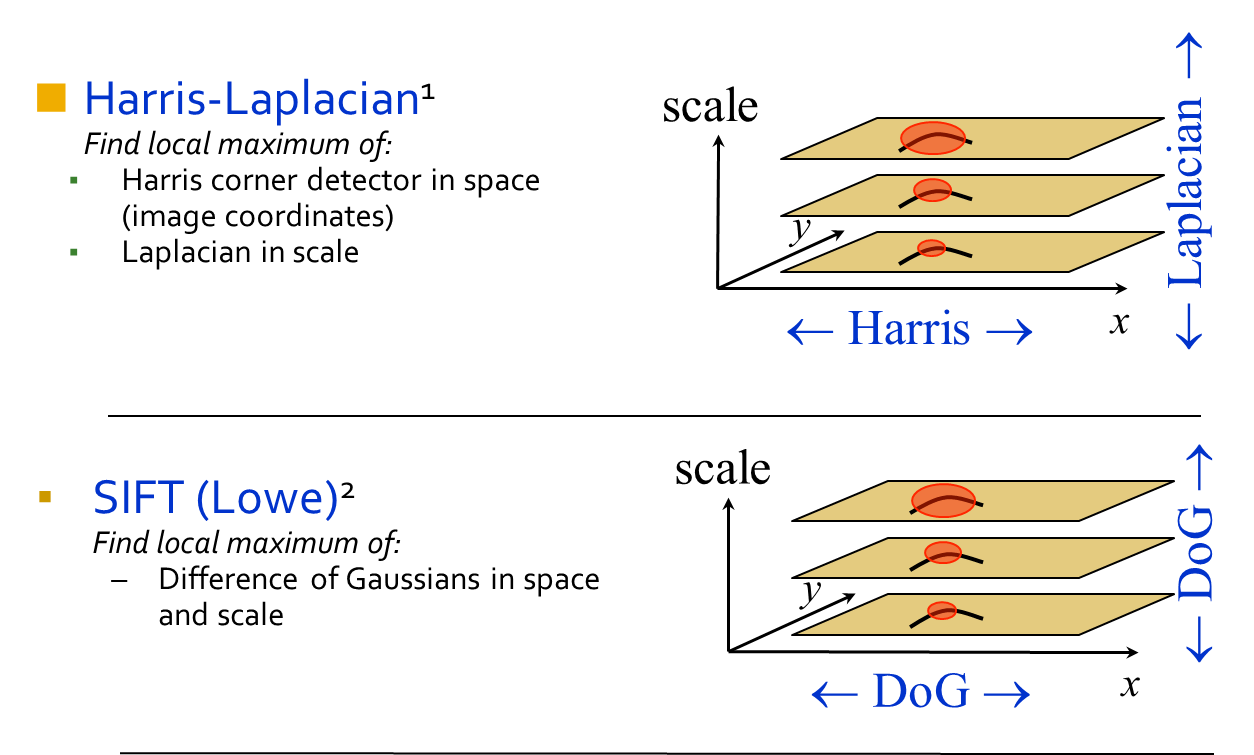 Harris-Laplacian¹
Find local maximum of:
▪ Harris corner detector in space
(image coordinates)
▪ Laplacian in scale
scale
y
x
← Harris →
← Laplacian →
▪ SIFT (Lowe)²
Find local maximum of:
– Difference of Gaussians in space
and scale
scale
y
x
← DoG →
← DoG →